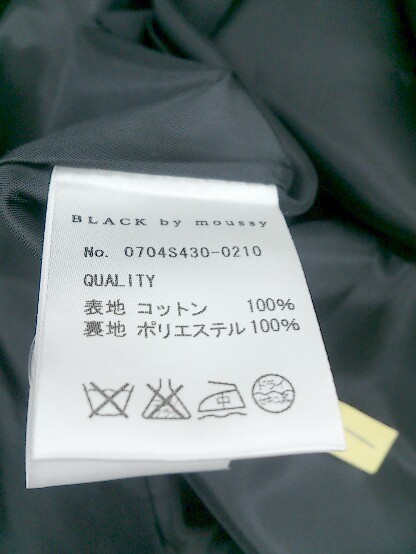 BLACK by moussy
No. 0704S430-0210
QUALITY
表地 コットン 100%
裏地 ポリエステル 100%
中
ドライ